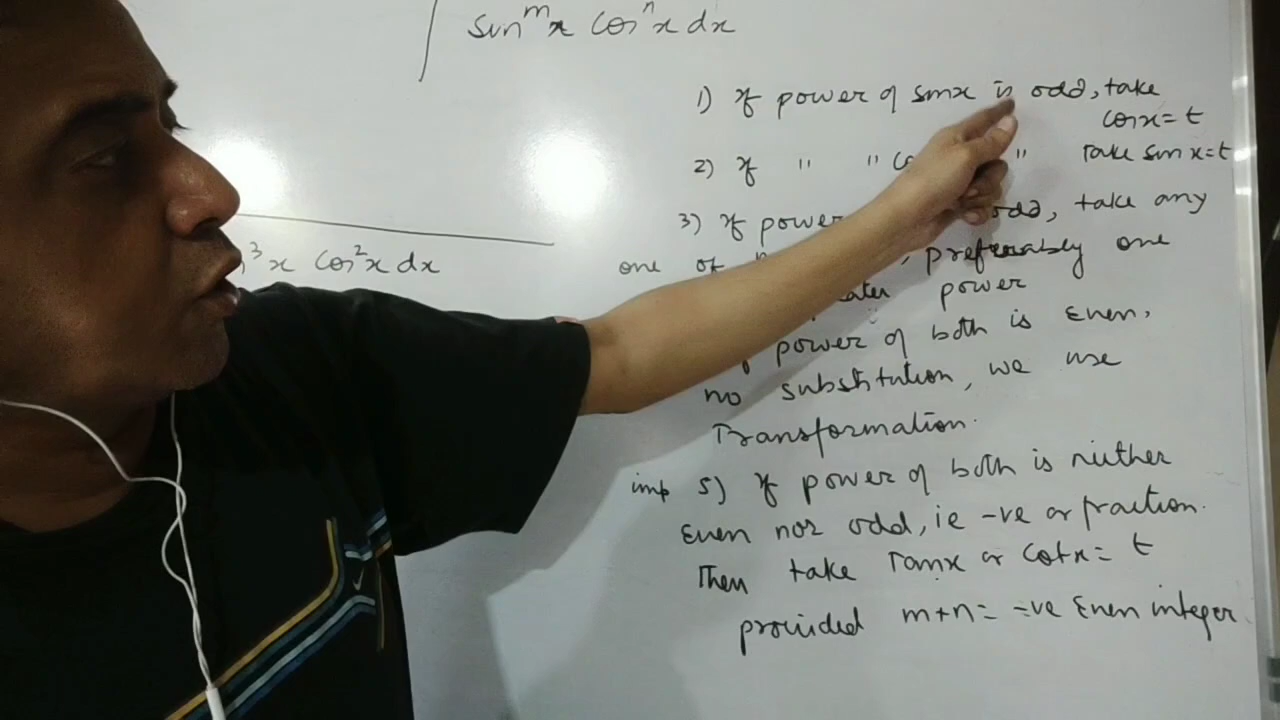 ∫ sin^m x cos^n x dx
1) If power of sinx is odd, take
cosx = t
2) If " " " Take sin x = t
3) If power odd, take any
one of , preferably one
power
power of both is Even,
no substitution, we use
Transformation.
imp 5) If power of both is neither
Even nor odd, ie -ve or fraction.
Then take Tanx or Cotx = t
provided m+n = -ve Even integer.
³x cos²x dx